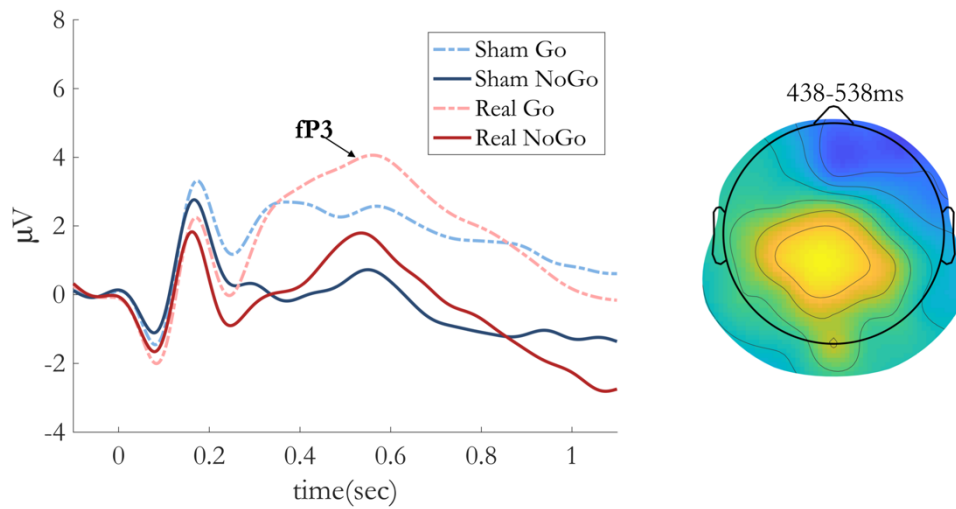 8
6
4
2
0
-2
-4
μV
0
0.2
0.4
0.6
0.8
1
time(sec)
fP3
Sham Go
Sham NoGo
Real Go
Real NoGo
438-538ms